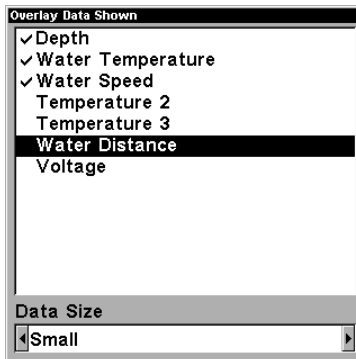 Overlay Data Shown
✓Depth
✓Water Temperature
✓Water Speed
Temperature 2
Temperature 3
Water Distance
Voltage
Data Size
Small